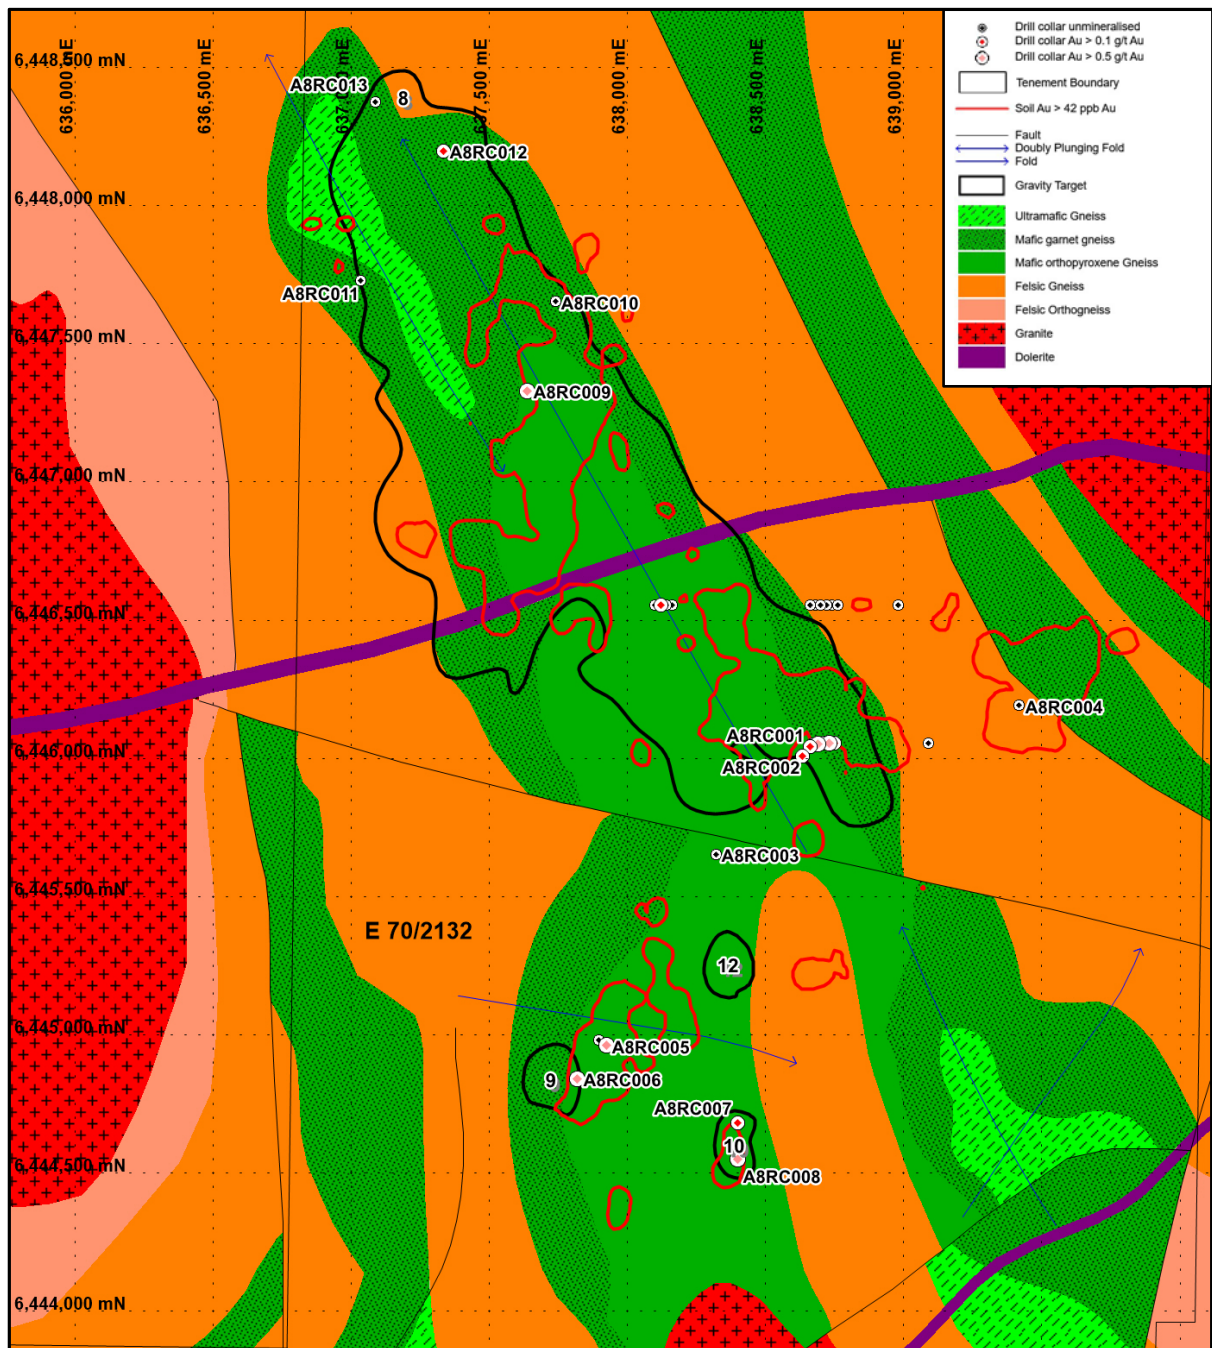 636,000 mE
636,500 mE
637,000 mE
637,500 mE
638,000 mE
638,500 mE
639,000 mE
Drill collar unmineralised
Drill collar Au > 0.1 g/t Au
Drill collar Au > 0.5 g/t Au
Tenement Boundary
Soil Au > 42 ppb Au
Fault
Doubly Plunging Fold
Fold
Gravity Target
Ultramafic Gneiss
Mafic garnet gneiss
Mafic orthopyroxene Gneiss
Felsic Gneiss
Felsic Orthogneiss
Granite
Dolerite
6,448,500 mN
A8RC013
8
A8RC012
6,448,000 mN
A8RC011
A8RC010
6,447,500 mN
A8RC009
6,447,000 mN
6,446,500 mN
A8RC004
A8RC001
6,446,000 mN
A8RC002
A8RC003
6,445,500 mN
E 70/2132
12
6,445,000 mN
A8RC005
9
A8RC006
A8RC007
10
6,444,500 mN
A8RC008
6,444,000 mN